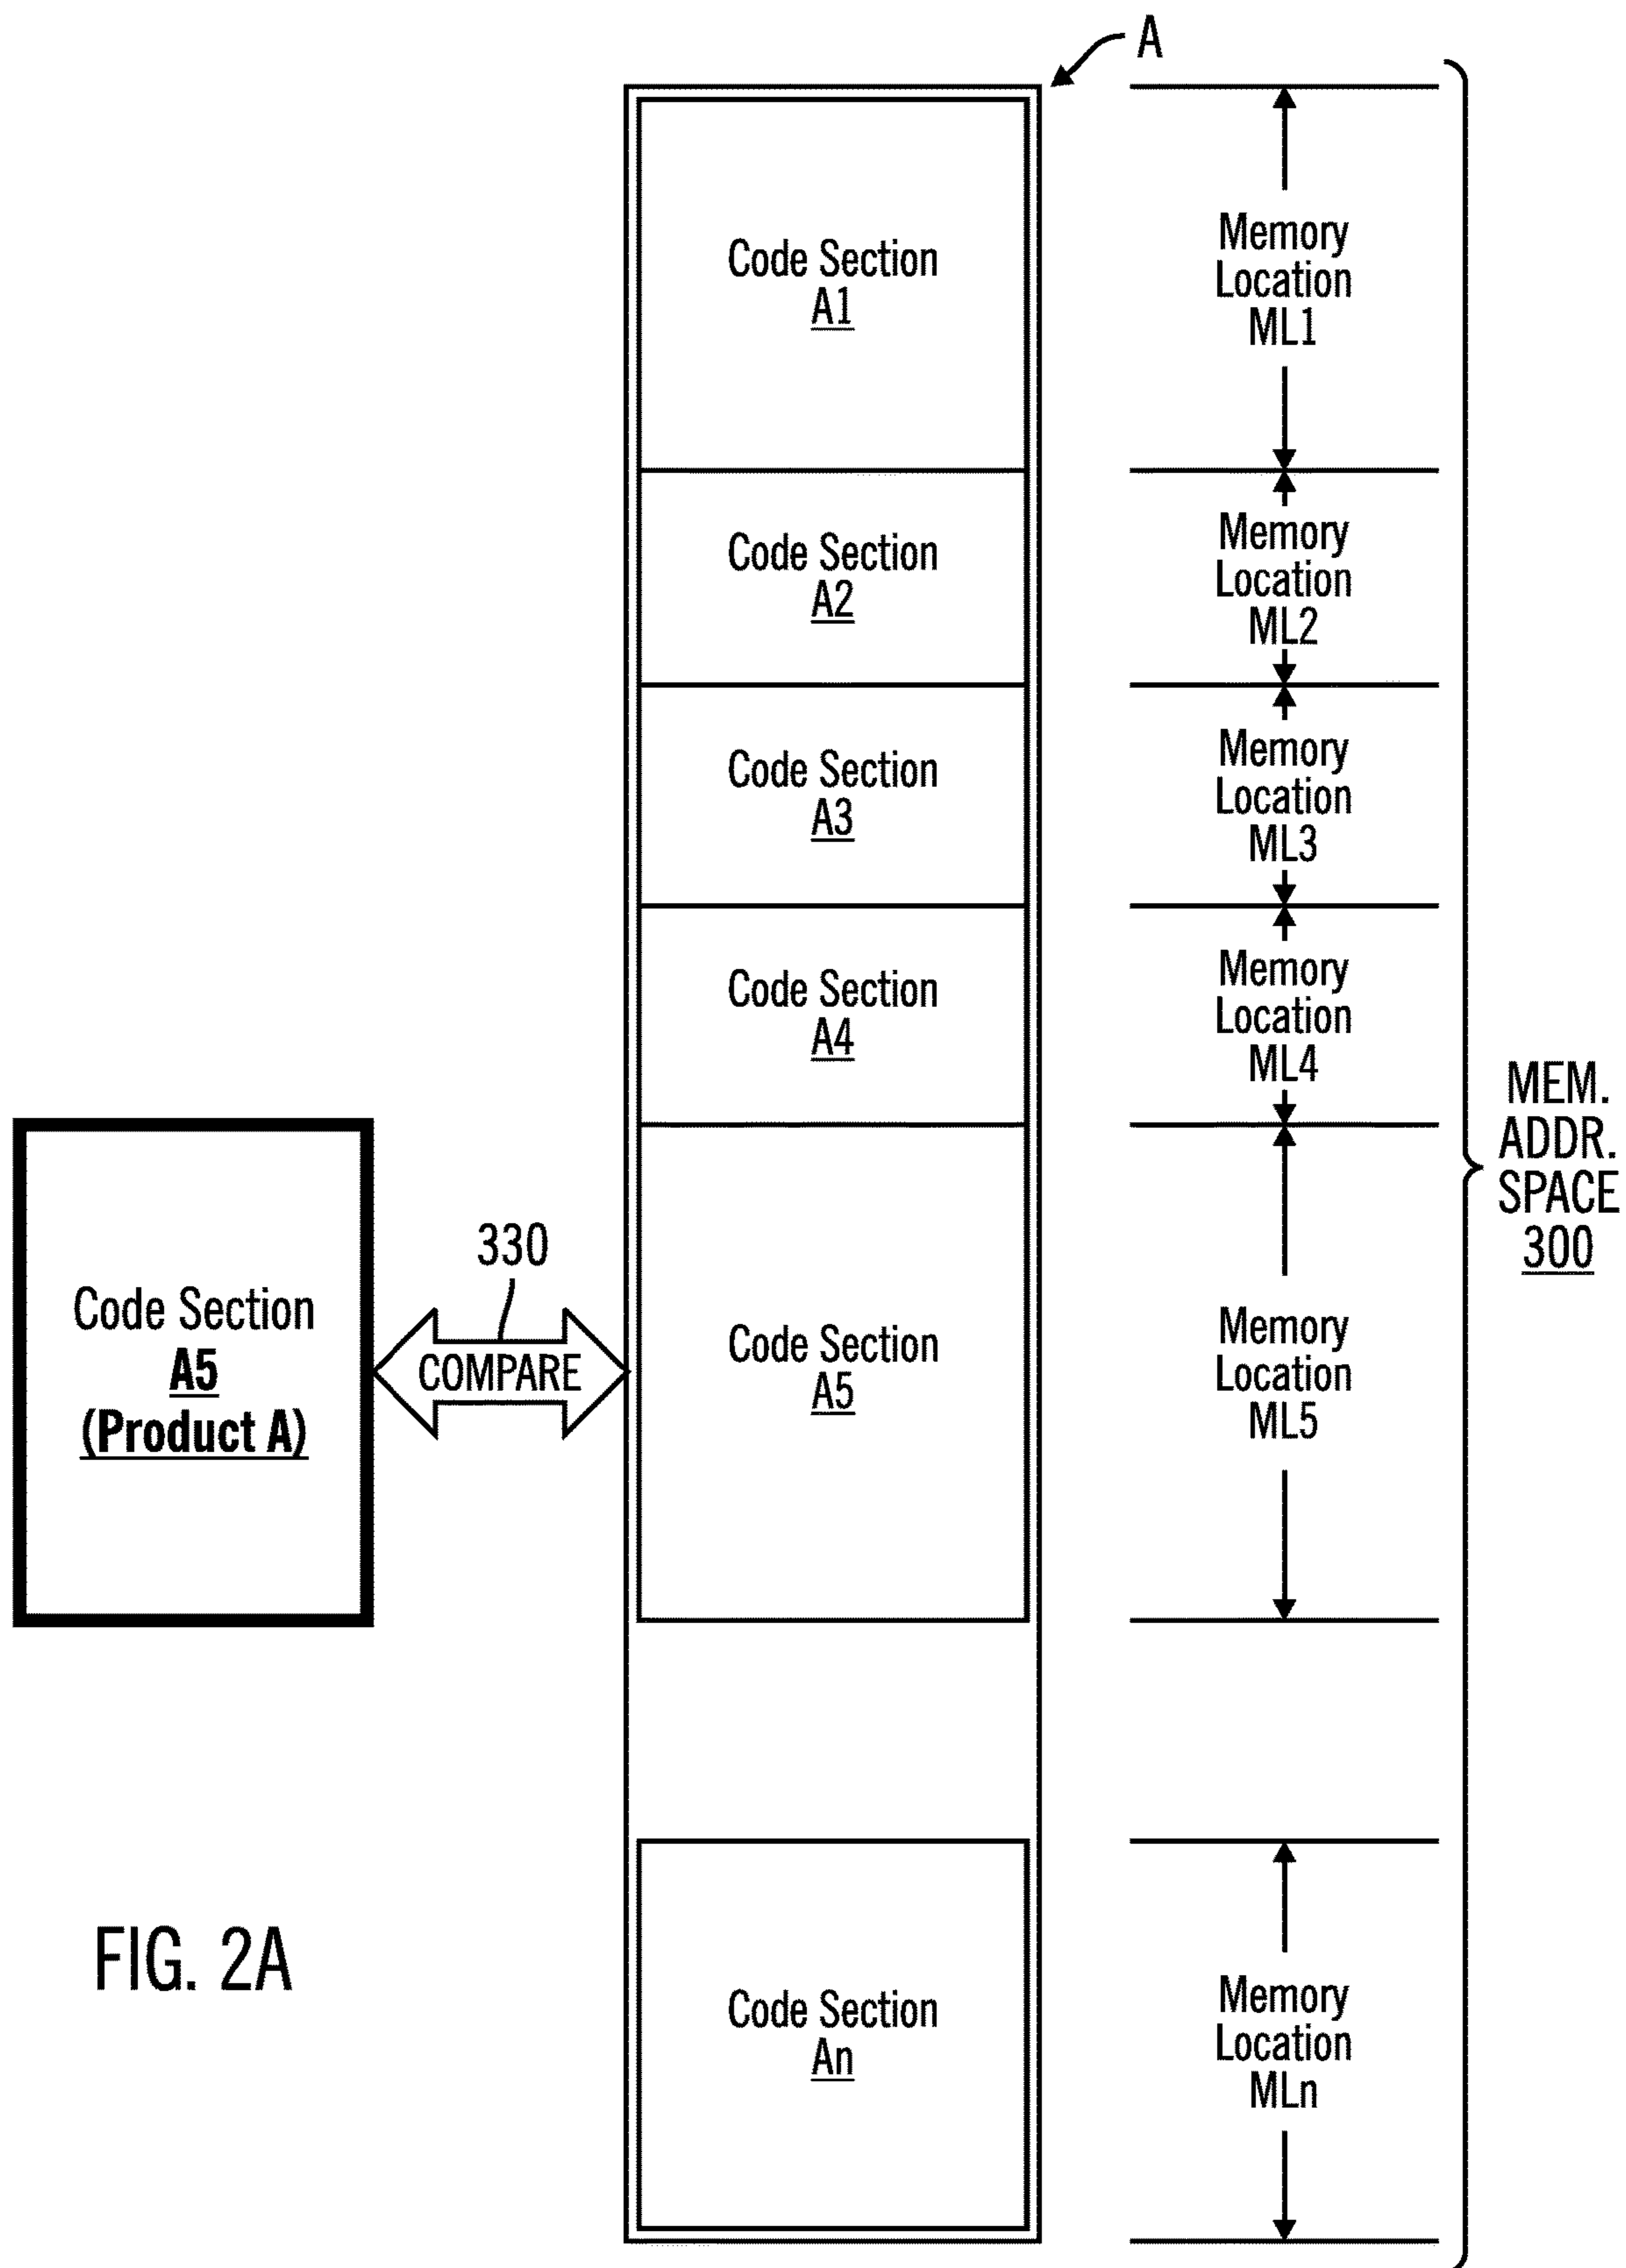 A
Code Section
A1
Memory
Location
ML1
Code Section
A2
Memory
Location
ML2
Code Section
A3
Memory
Location
ML3
Code Section
A4
Memory
Location
ML4
MEM.
ADDR.
SPACE
300
Code Section
A5
(Product A)
330
COMPARE
Code Section
A5
Memory
Location
ML5
Code Section
An
Memory
Location
MLn
FIG. 2A